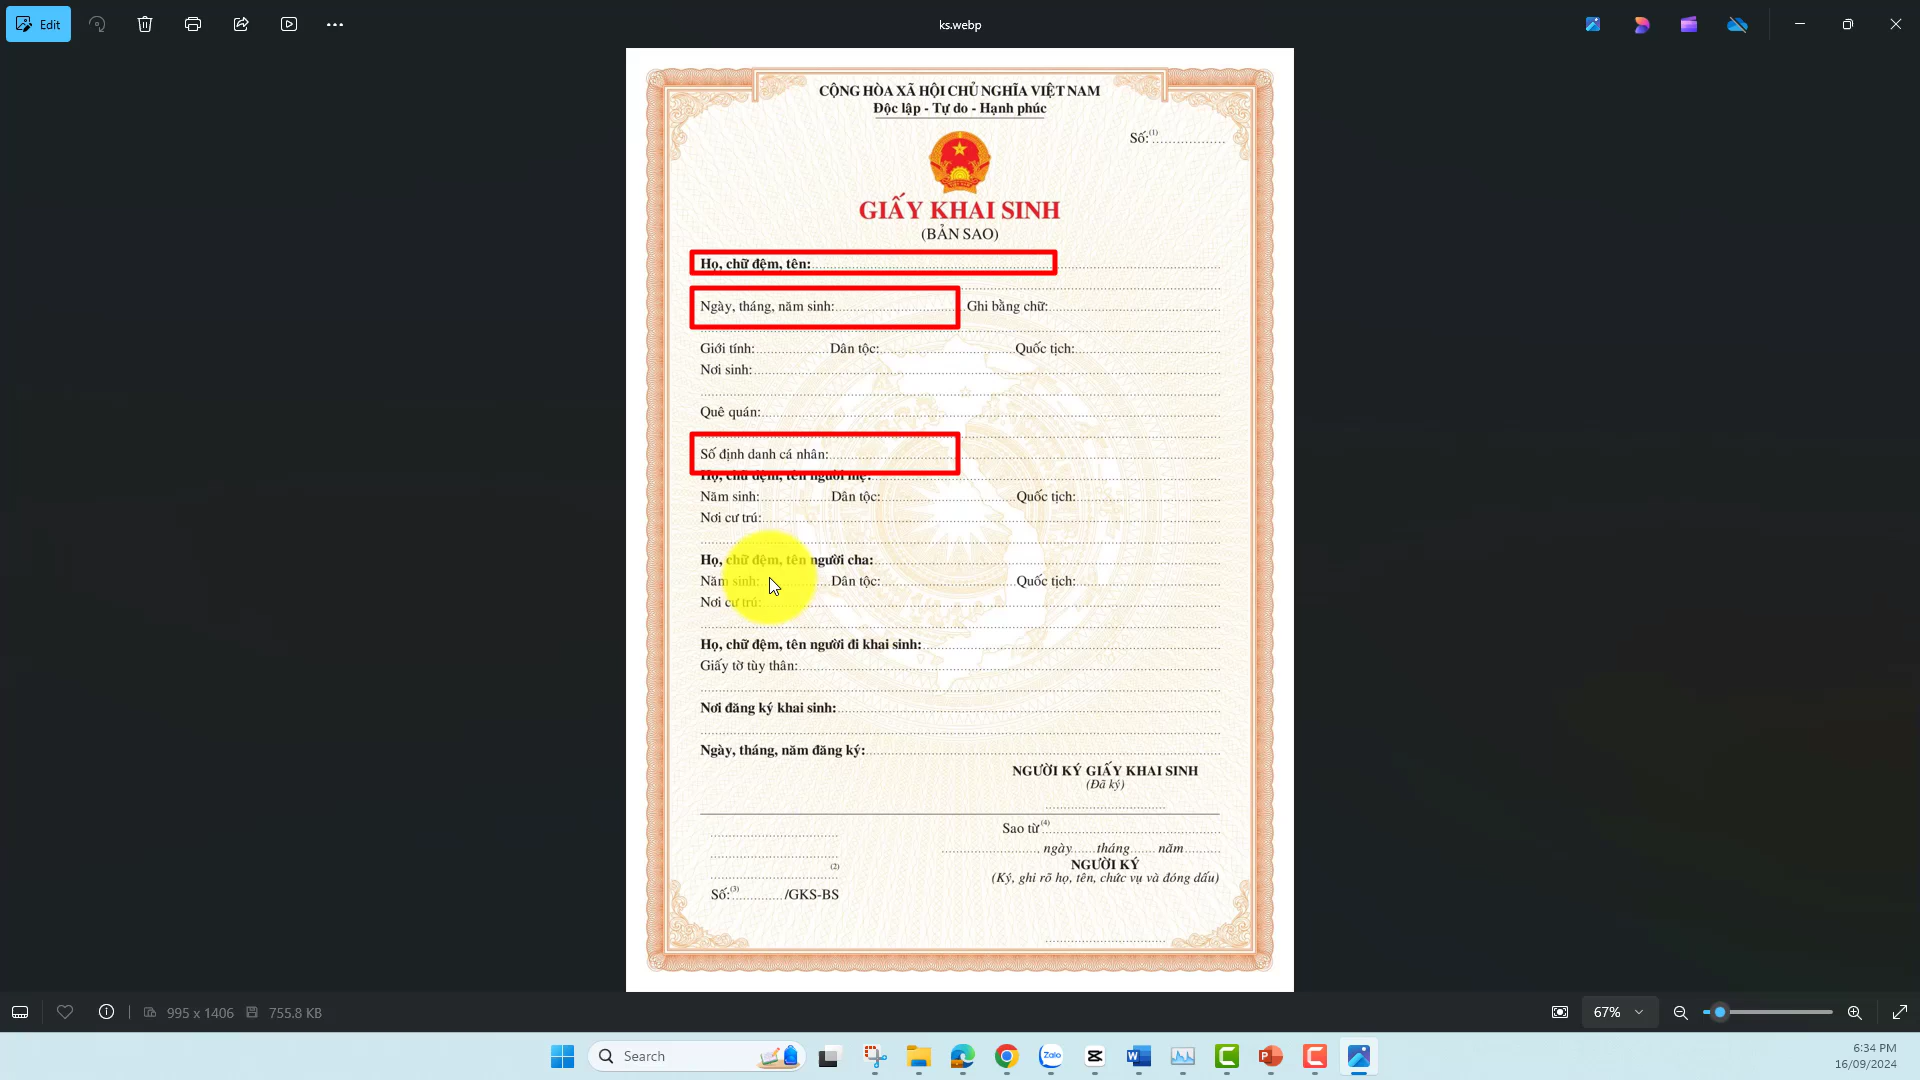 Edit
ks.webp
CỘNG HÒA XÃ HỘI CHỦ NGHĨA VIỆT NAM
Độc lập - Tự do - Hạnh phúc
Số:(1)..................
GIẤY KHAI SINH
(BẢN SAO)
Họ, chữ đệm, tên:
Ngày, tháng, năm sinh: Ghi bằng chữ:
Giới tính: Dân tộc: Quốc tịch:
Nơi sinh:
Quê quán:
Số định danh cá nhân:
Họ, chữ đệm, tên người mẹ:
Năm sinh: Dân tộc: Quốc tịch:
Nơi cư trú:
Họ, chữ đệm, tên người cha:
Năm sinh: Dân tộc: Quốc tịch:
Nơi cư trú:
Họ, chữ đệm, tên người đi khai sinh:
Giấy tờ tùy thân:
Nơi đăng ký khai sinh:
Ngày, tháng, năm đăng ký:
NGƯỜI KÝ GIẤY KHAI SINH
(Đã ký)
Sao từ(4)
ngày......tháng...... năm
NGƯỜI KÝ
(Ký, ghi rõ họ, tên, chức vụ và đóng dấu)
(2)
Số:(3)............/GKS-BS
995 x 1406 755.8 KB
67%
Search
Zalo
6:34 PM
16/09/2024